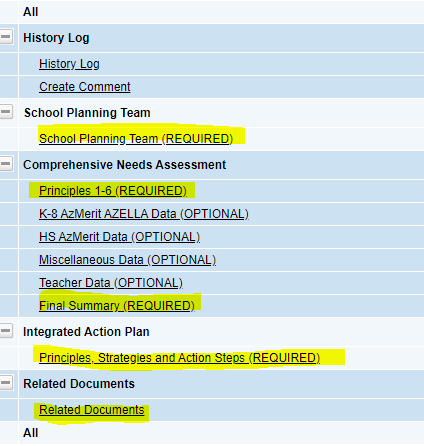 All
History Log
History Log
Create Comment
School Planning Team
School Planning Team (REQUIRED)
Comprehensive Needs Assessment
Principles 1-6 (REQUIRED)
K-8 AzMerit AZELLA Data (OPTIONAL)
HS AzMerit Data (OPTIONAL)
Miscellaneous Data (OPTIONAL)
Teacher Data (OPTIONAL)
Final Summary (REQUIRED)
Integrated Action Plan
Principles, Strategies and Action Steps (REQUIRED)
Related Documents
Related Documents
All